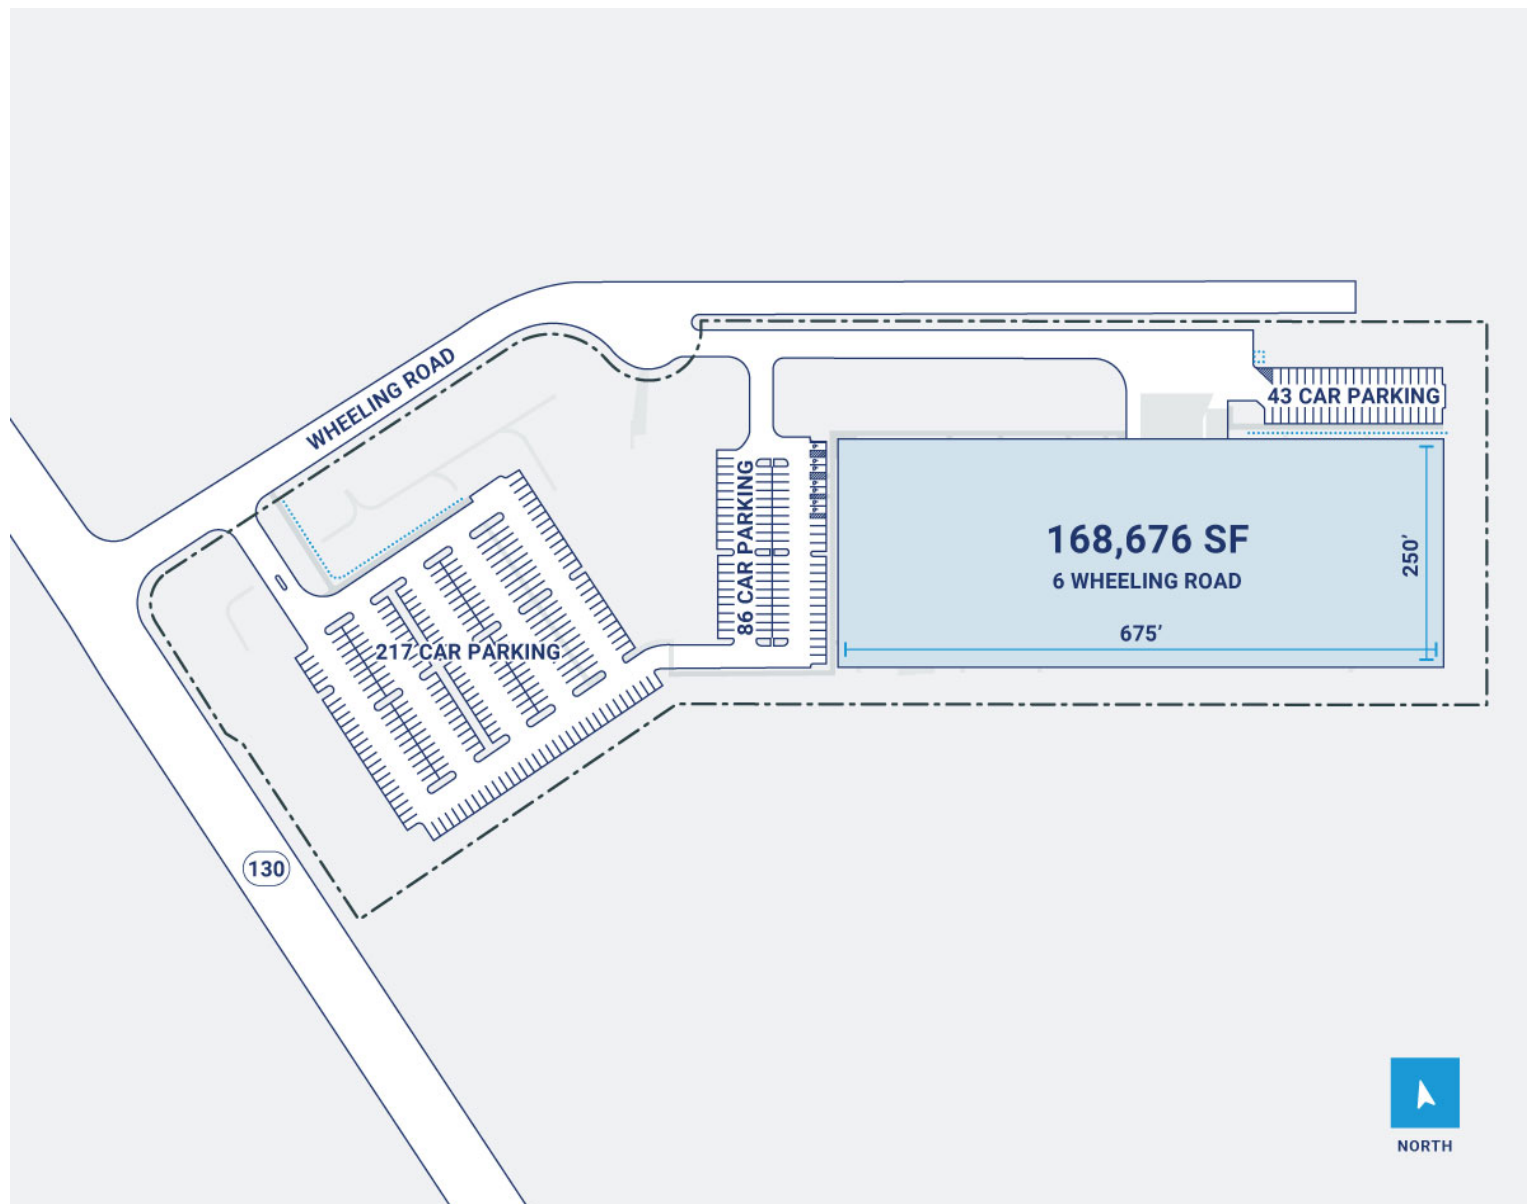 WHEELING ROAD
43 CAR PARKING
86 CAR PARKING
168,676 SF
6 WHEELING ROAD
250’
675’
217 CAR PARKING
130
NORTH